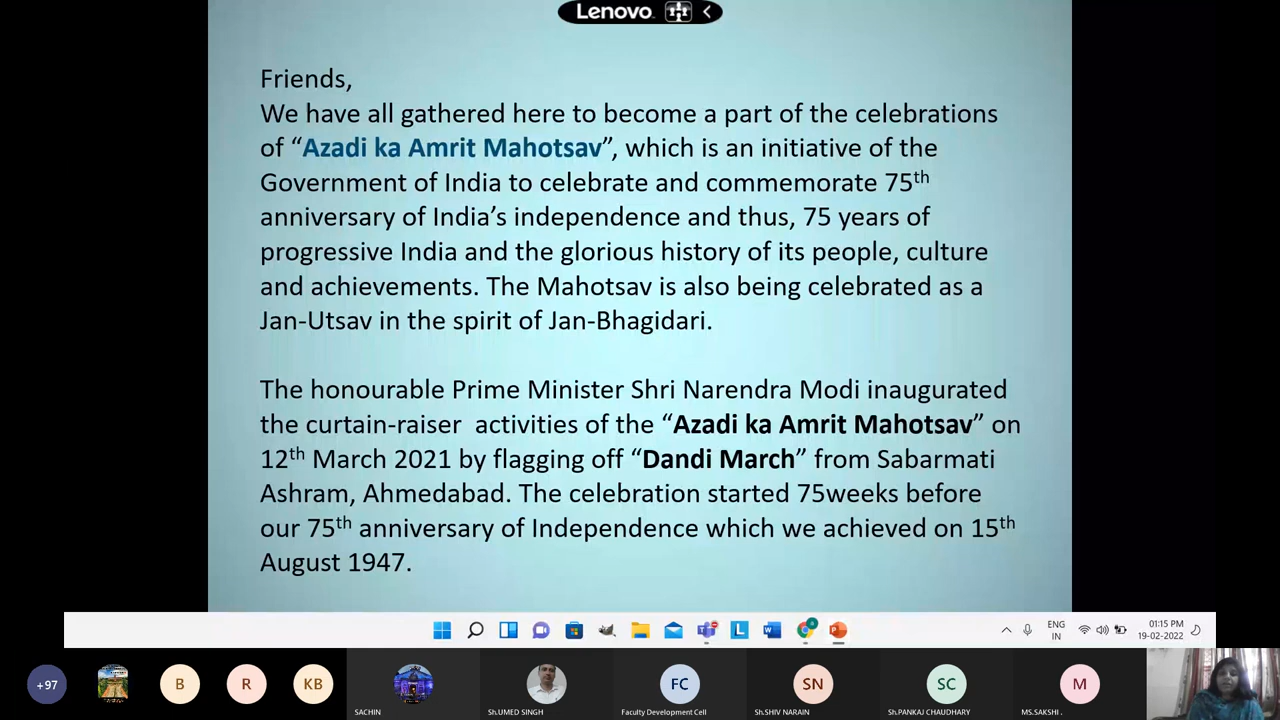 Lenovo
Friends,
We have all gathered here to become a part of the celebrations
of “Azadi ka Amrit Mahotsav”, which is an initiative of the
Government of India to celebrate and commemorate 75th
anniversary of India’s independence and thus, 75 years of
progressive India and the glorious history of its people, culture
and achievements. The Mahotsav is also being celebrated as a
Jan-Utsav in the spirit of Jan-Bhagidari.
The honourable Prime Minister Shri Narendra Modi inaugurated
the curtain-raiser  activities of the “Azadi ka Amrit Mahotsav” on
12th March 2021 by flagging off “Dandi March” from Sabarmati
Ashram, Ahmedabad. The celebration started 75weeks before
our 75th anniversary of Independence which we achieved on 15th
August 1947.
ENG
IN
01:15 PM
19-02-2022
+97
B
R
KB
FC
SN
SC
M
SACHIN
Sh.UMED SINGH
Faculty Development Cell
Sh.SHIV NARAIN
Sh.PANKAJ CHAUDHARY
MS.SAKSHI .